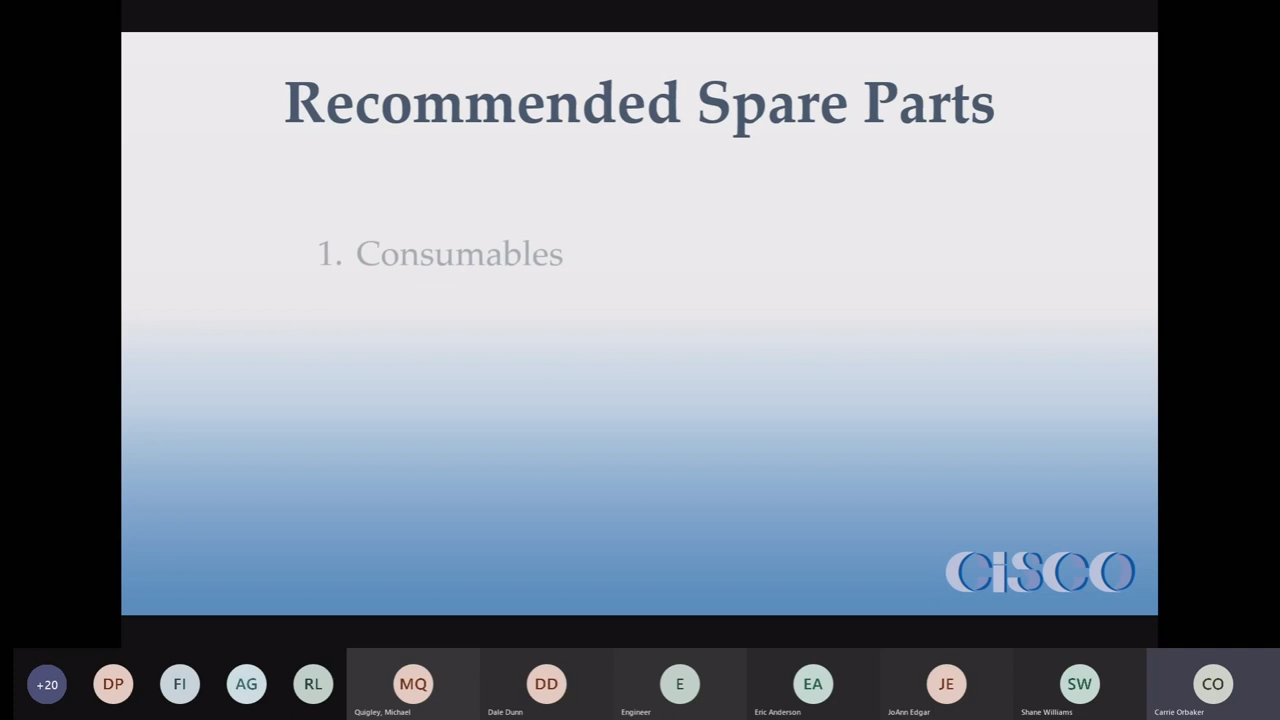 Recommended Spare Parts
1. Consumables
CISCO
+20
DP
FI
AG
RL
MQ
DD
E
EA
JE
SW
CO
Quigley, Michael
Dale Dunn
Engineer
Eric Anderson
JoAnn Edgar
Shane Williams
Carrie Orbaker